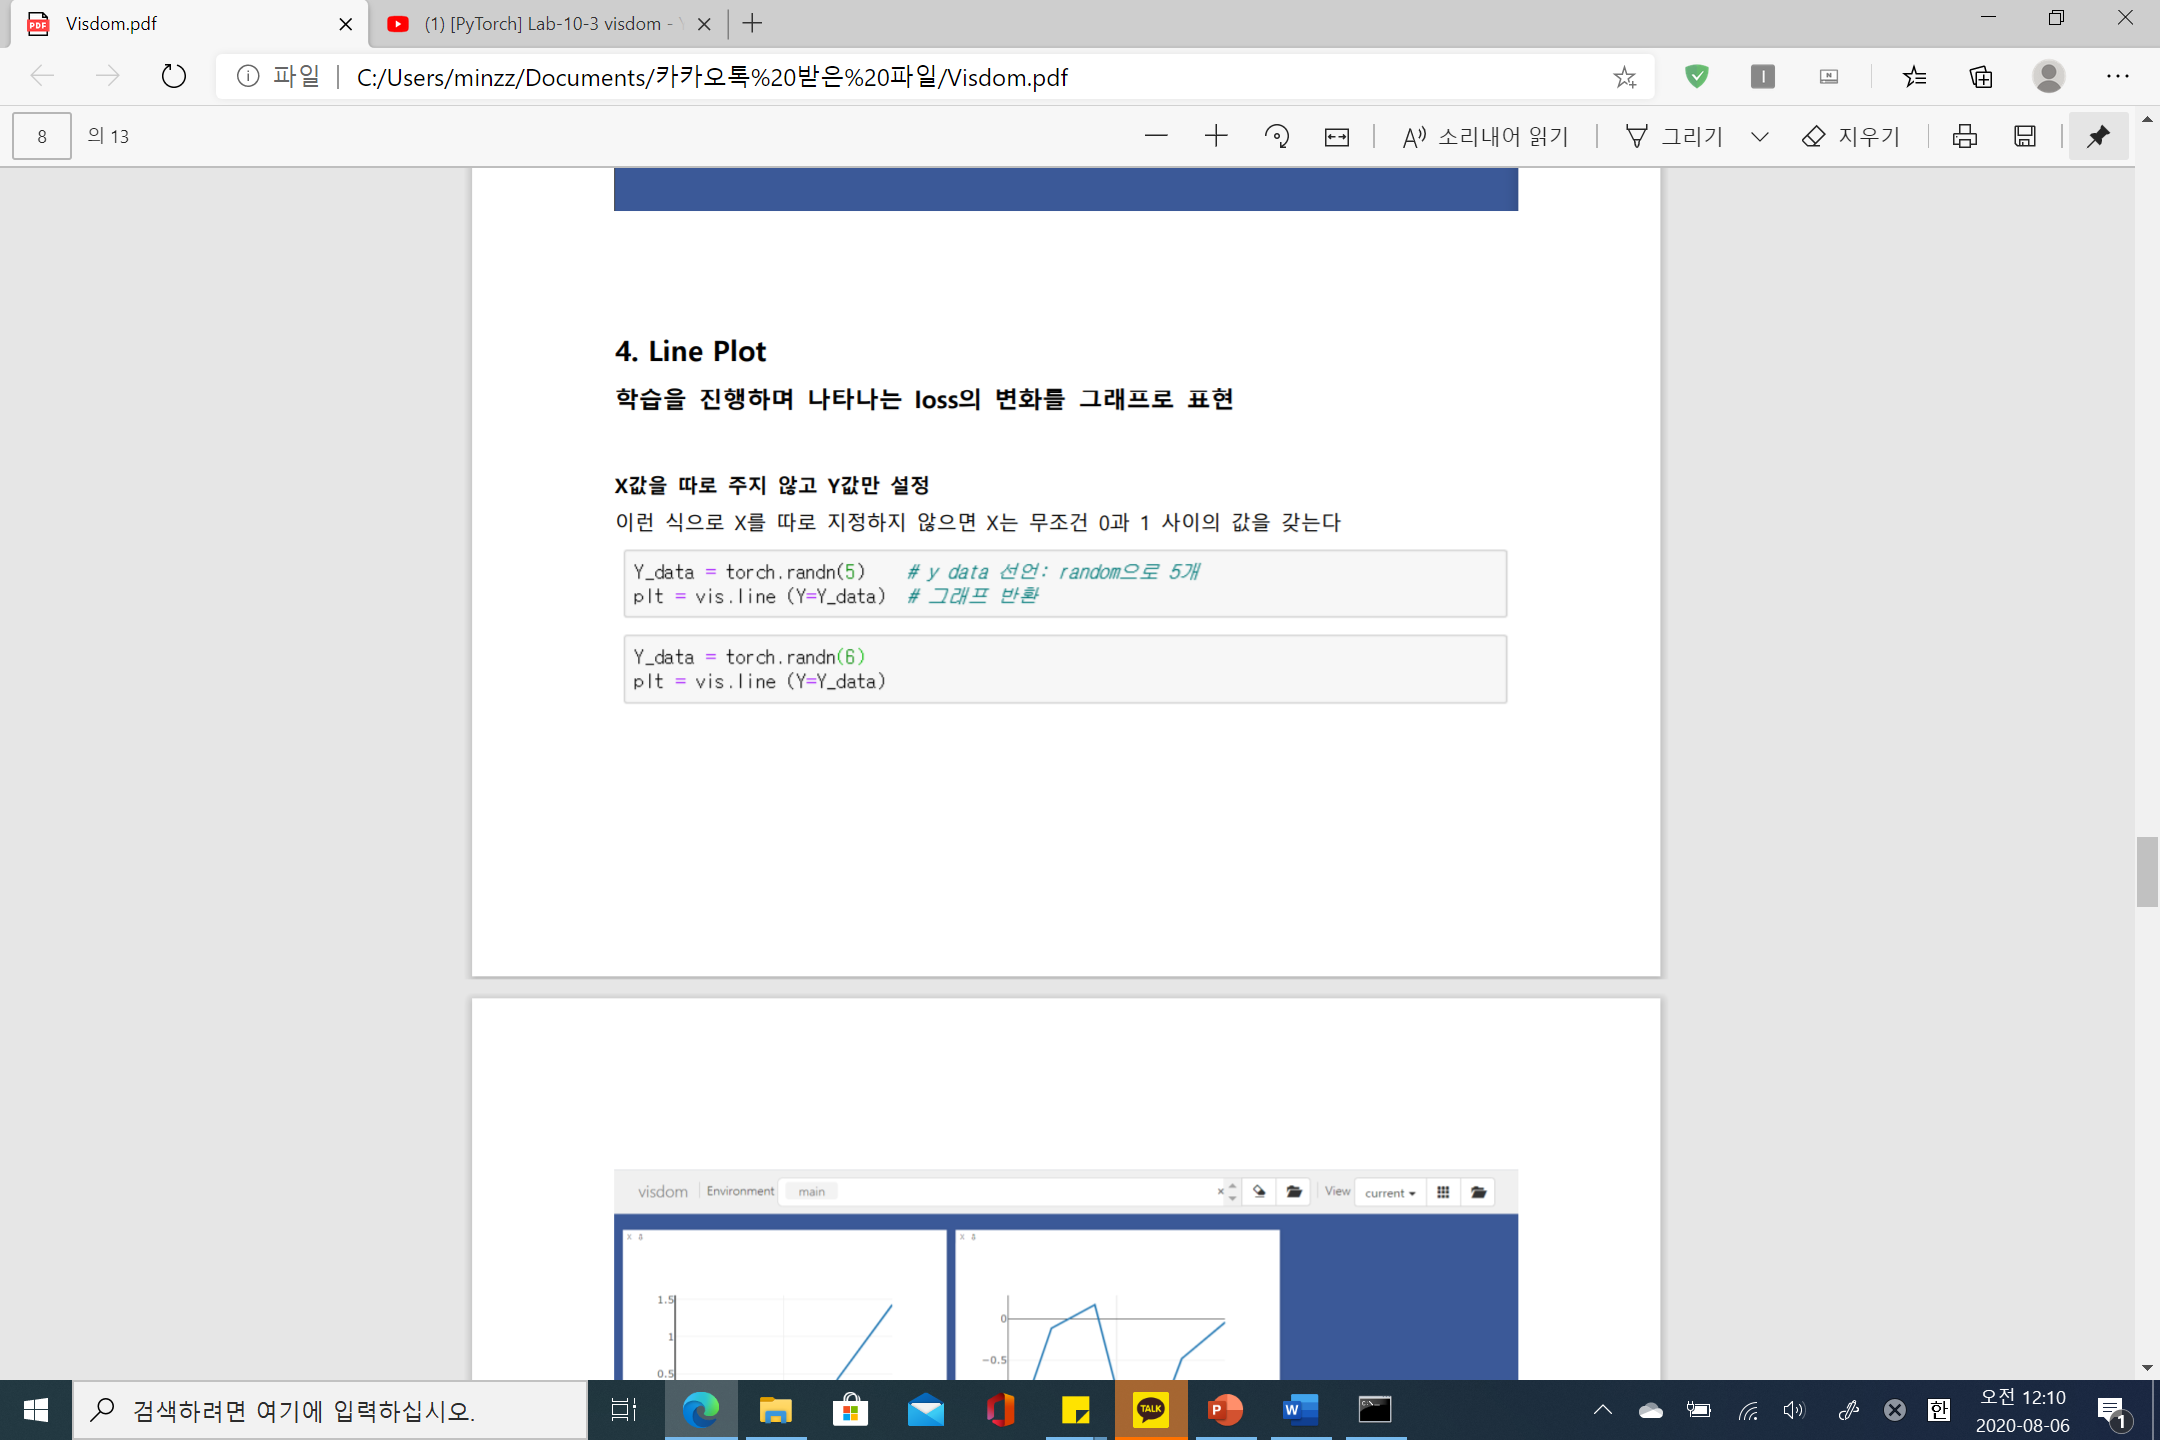 Visdom.pdf
(1) [PyTorch] Lab-10-3 visdom -
파일 | C:/Users/minzz/Documents/카카오톡%20받은%20파일/Visdom.pdf
8 의 13
소리내어 읽기
그리기
지우기
4. Line Plot
학습을 진행하며 나타나는 loss의 변화를 그래프로 표현
X값을 따로 주지 않고 Y값만 설정
이런 식으로 X를 따로 지정하지 않으면 X는 무조건 0과 1 사이의 값을 갖는다
Y_data = torch.randn(5) # y data 선언: random으로 5개
plt = vis.line (Y=Y_data) # 그래프 반환
Y_data = torch.randn(6)
plt = vis.line (Y=Y_data)
visdom Environment main View current
1.5
1
0.5
0
−0.5
검색하려면 여기에 입력하십시오.
TALK
한
오전 12:10
2020-08-06
1